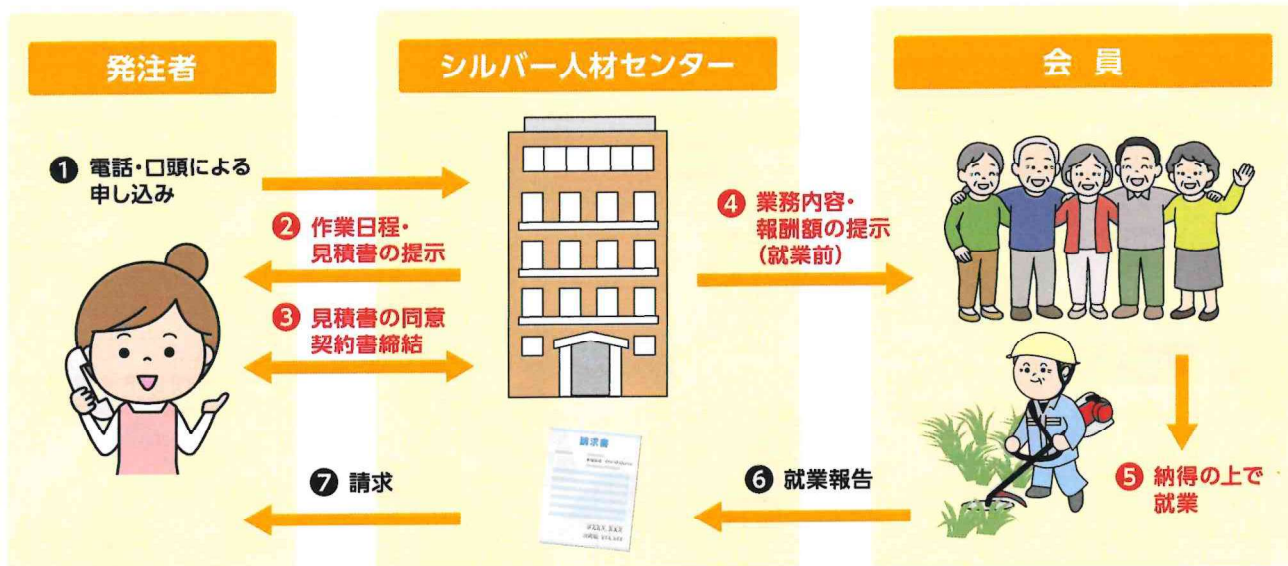 発注者
シルバー人材センター
会員
❶ 電話・口頭による
申し込み
❷ 作業日程・
見積書の提示
❸ 見積書の同意
契約書締結
❹ 業務内容・
報酬額の提示
(就業前)
❺ 納得の上で
就業
❻ 就業報告
❼ 請求
請求書